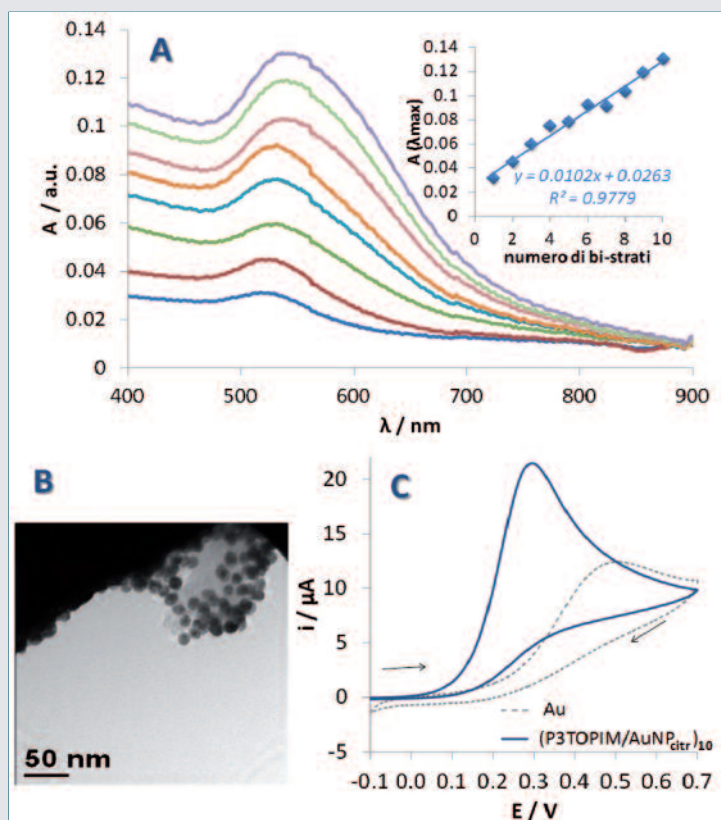 A
0.14
0.12
0.1
0.08
0.06
0.04
0.02
0
A / a.u.
400
500
600
700
800
900
λ / nm
0.14
0.12
0.10
0.08
0.06
0.04
0.02
0
A (λmax)
y = 0.0102x + 0.0263
R² = 0.9779
0 2 4 6 8 10
numero di bi-strati
B
50 nm
C
20
15
10
5
0
-5
i / μA
Au
(P3TOPIM/AuNPcitr)10
-0.1 0.0 0.1 0.2 0.3 0.4 0.5 0.6 0.7
E / V